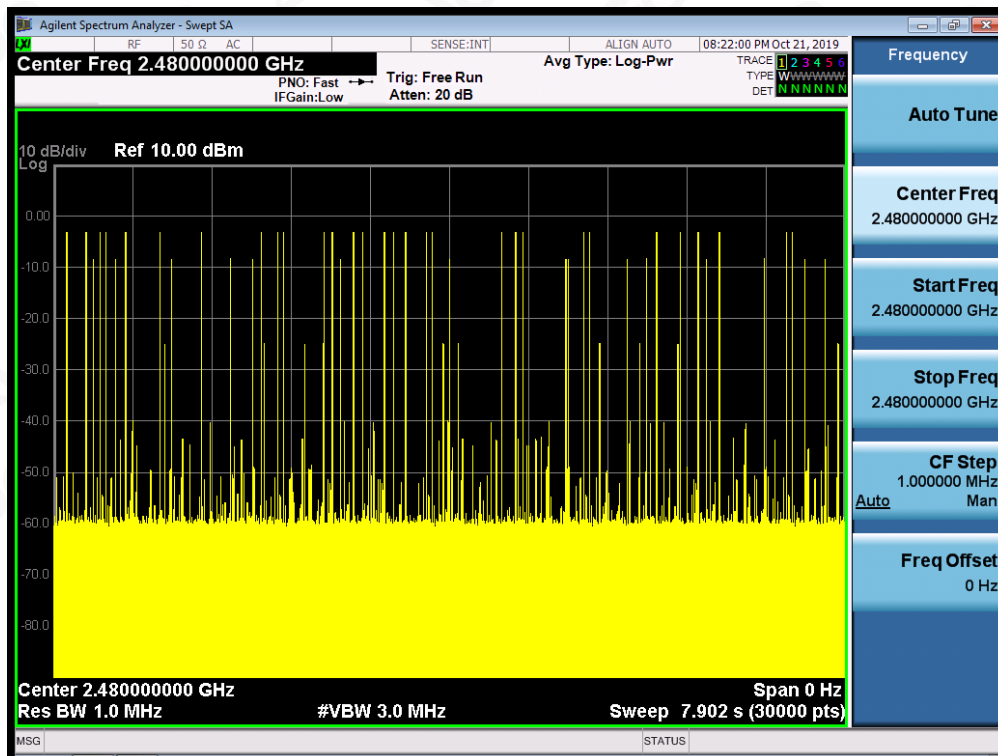 Agilent Spectrum Analyzer - Swept SA
LXI RF 50 Ω AC SENSE:INT ALIGN AUTO 08:22:00 PM Oct 21, 2019
Center Freq 2.480000000 GHz
PNO: Fast
IFGain:Low
Trig: Free Run
Atten: 20 dB
Avg Type: Log-Pwr
TRACE 1 2 3 4 5 6
TYPE WWWWWW
DET N N N N N N
10 dB/div Ref 10.00 dBm
Log
0.00
-10.0
-20.0
-30.0
-40.0
-50.0
-60.0
-70.0
-80.0
Center 2.480000000 GHz Span 0 Hz
Res BW 1.0 MHz #VBW 3.0 MHz Sweep 7.902 s (30000 pts)
MSG STATUS
Frequency
Auto Tune
Center Freq
2.480000000 GHz
Start Freq
2.480000000 GHz
Stop Freq
2.480000000 GHz
CF Step
1.000000 MHz
Auto Man
Freq Offset
0 Hz